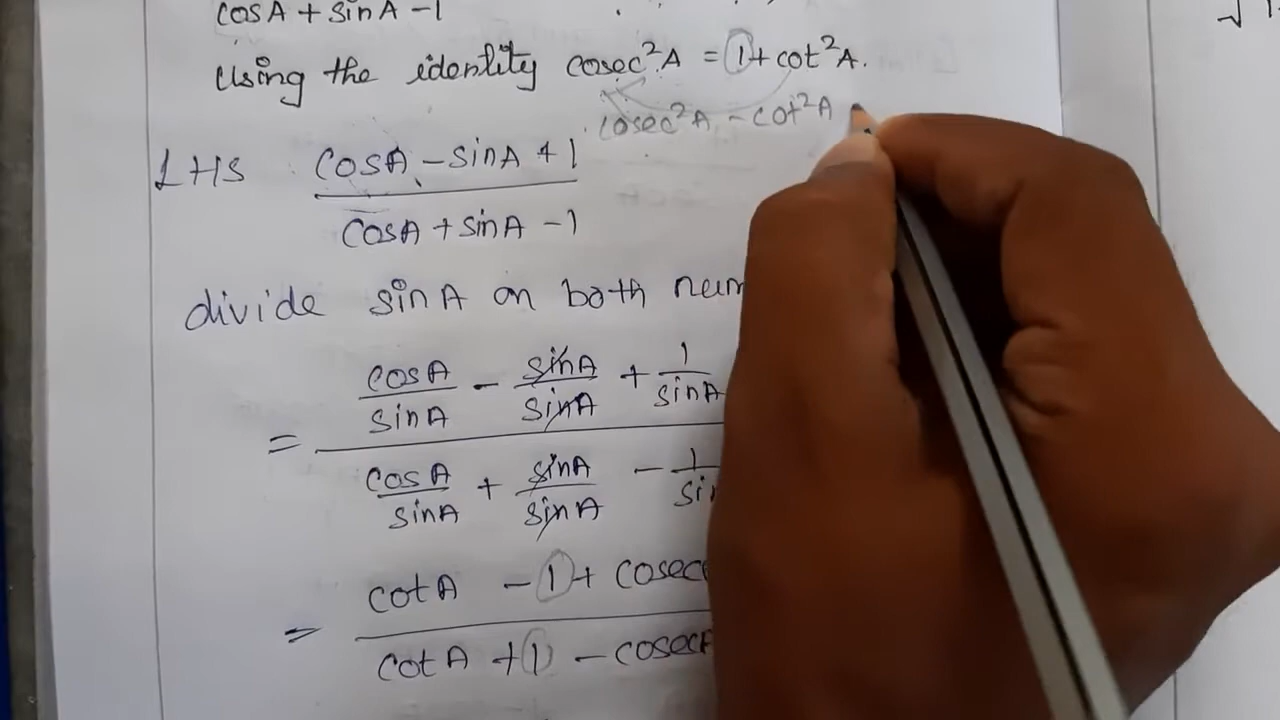 cosA + sinA -1
using the identity cosec²A = 1 + cot²A.
cosec²A - cot²A
LHS cosA - sinA + 1
cosA + sinA - 1
divide sinA on both
= cosA/sinA - sinA/sinA + 1/sinA
cosA/sinA + sinA/sinA - 1/
= cotA - 1 + cosec
cotA + 1 - cosecA